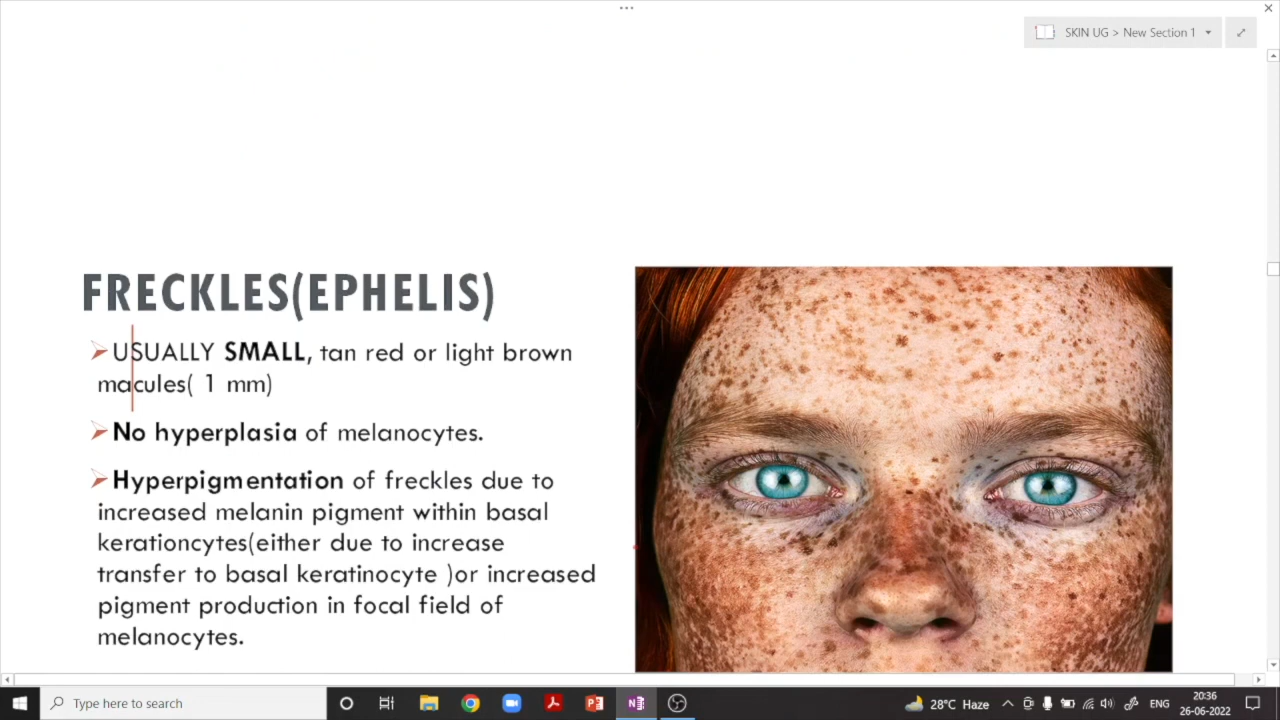 SKIN UG > New Section 1
FRECKLES(EPHELIS)
USUALLY SMALL, tan red or light brown
macules( 1 mm)
No hyperplasia of melanocytes.
Hyperpigmentation of freckles due to
increased melanin pigment within basal
kerationcytes(either due to increase
transfer to basal keratinocyte )or increased
pigment production in focal field of
melanocytes.
Type here to search
28°C Haze
ENG
20:36
26-06-2022